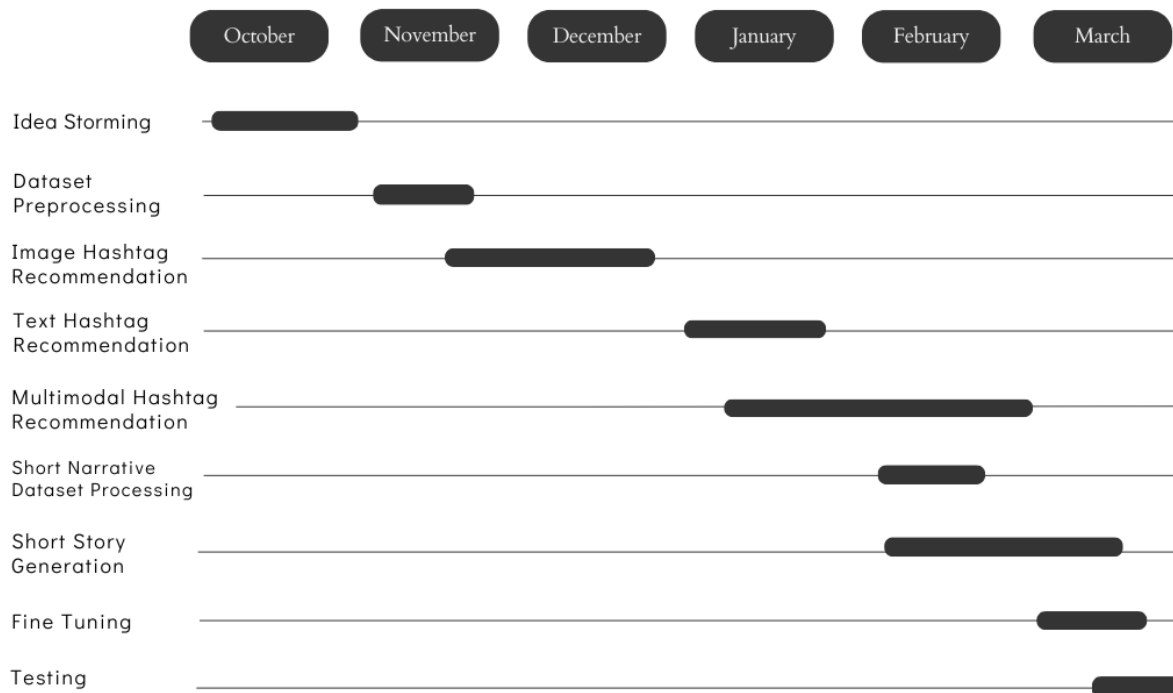 October November December January February March
Idea Storming
Dataset
Preprocessing
Image Hashtag
Recommendation
Text Hashtag
Recommendation
Multimodal Hashtag
Recommendation
Short Narrative
Dataset Processing
Short Story
Generation
Fine Tuning
Testing